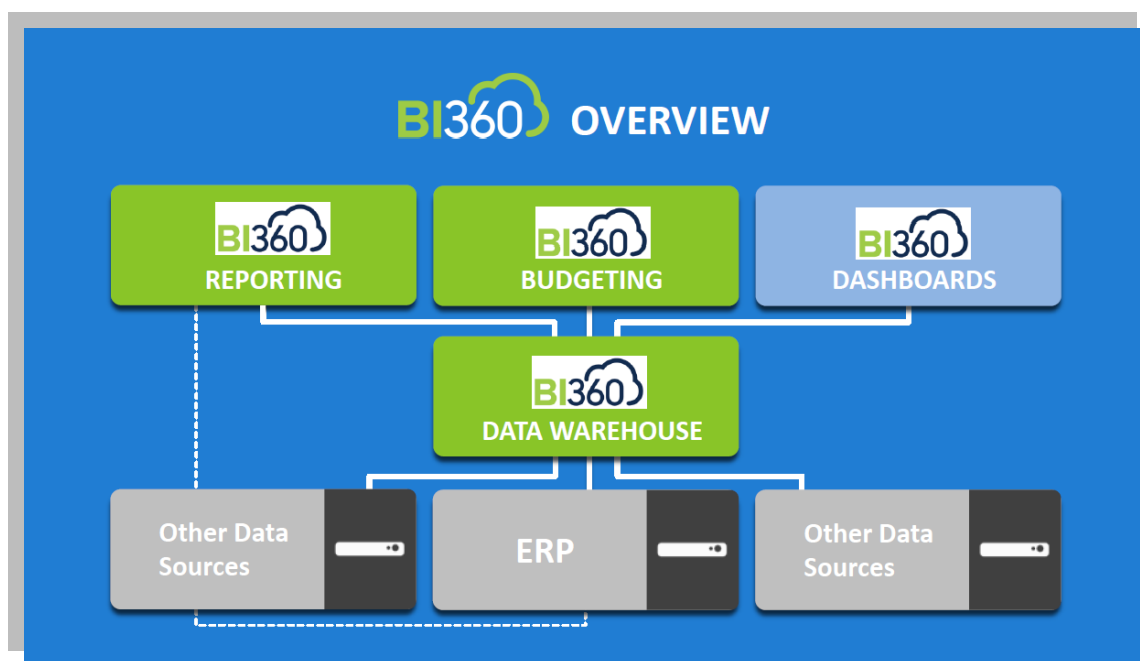 BI360 OVERVIEW
BI360
REPORTING
BI360
BUDGETING
BI360
DASHBOARDS
BI360
DATA WAREHOUSE
Other Data
Sources
ERP
Other Data
Sources